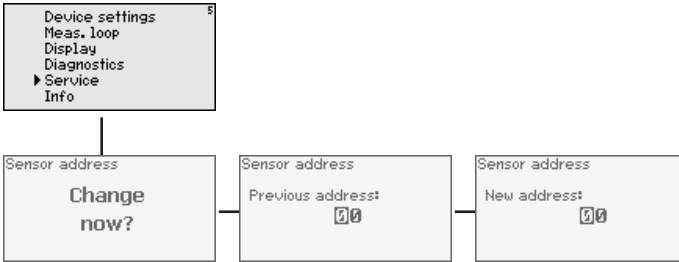 5
Device settings
Meas. loop
Display
Diagnostics
Service
Info
Sensor address
Change
now?
Sensor address
Previous address:
00
Sensor address
New address:
00